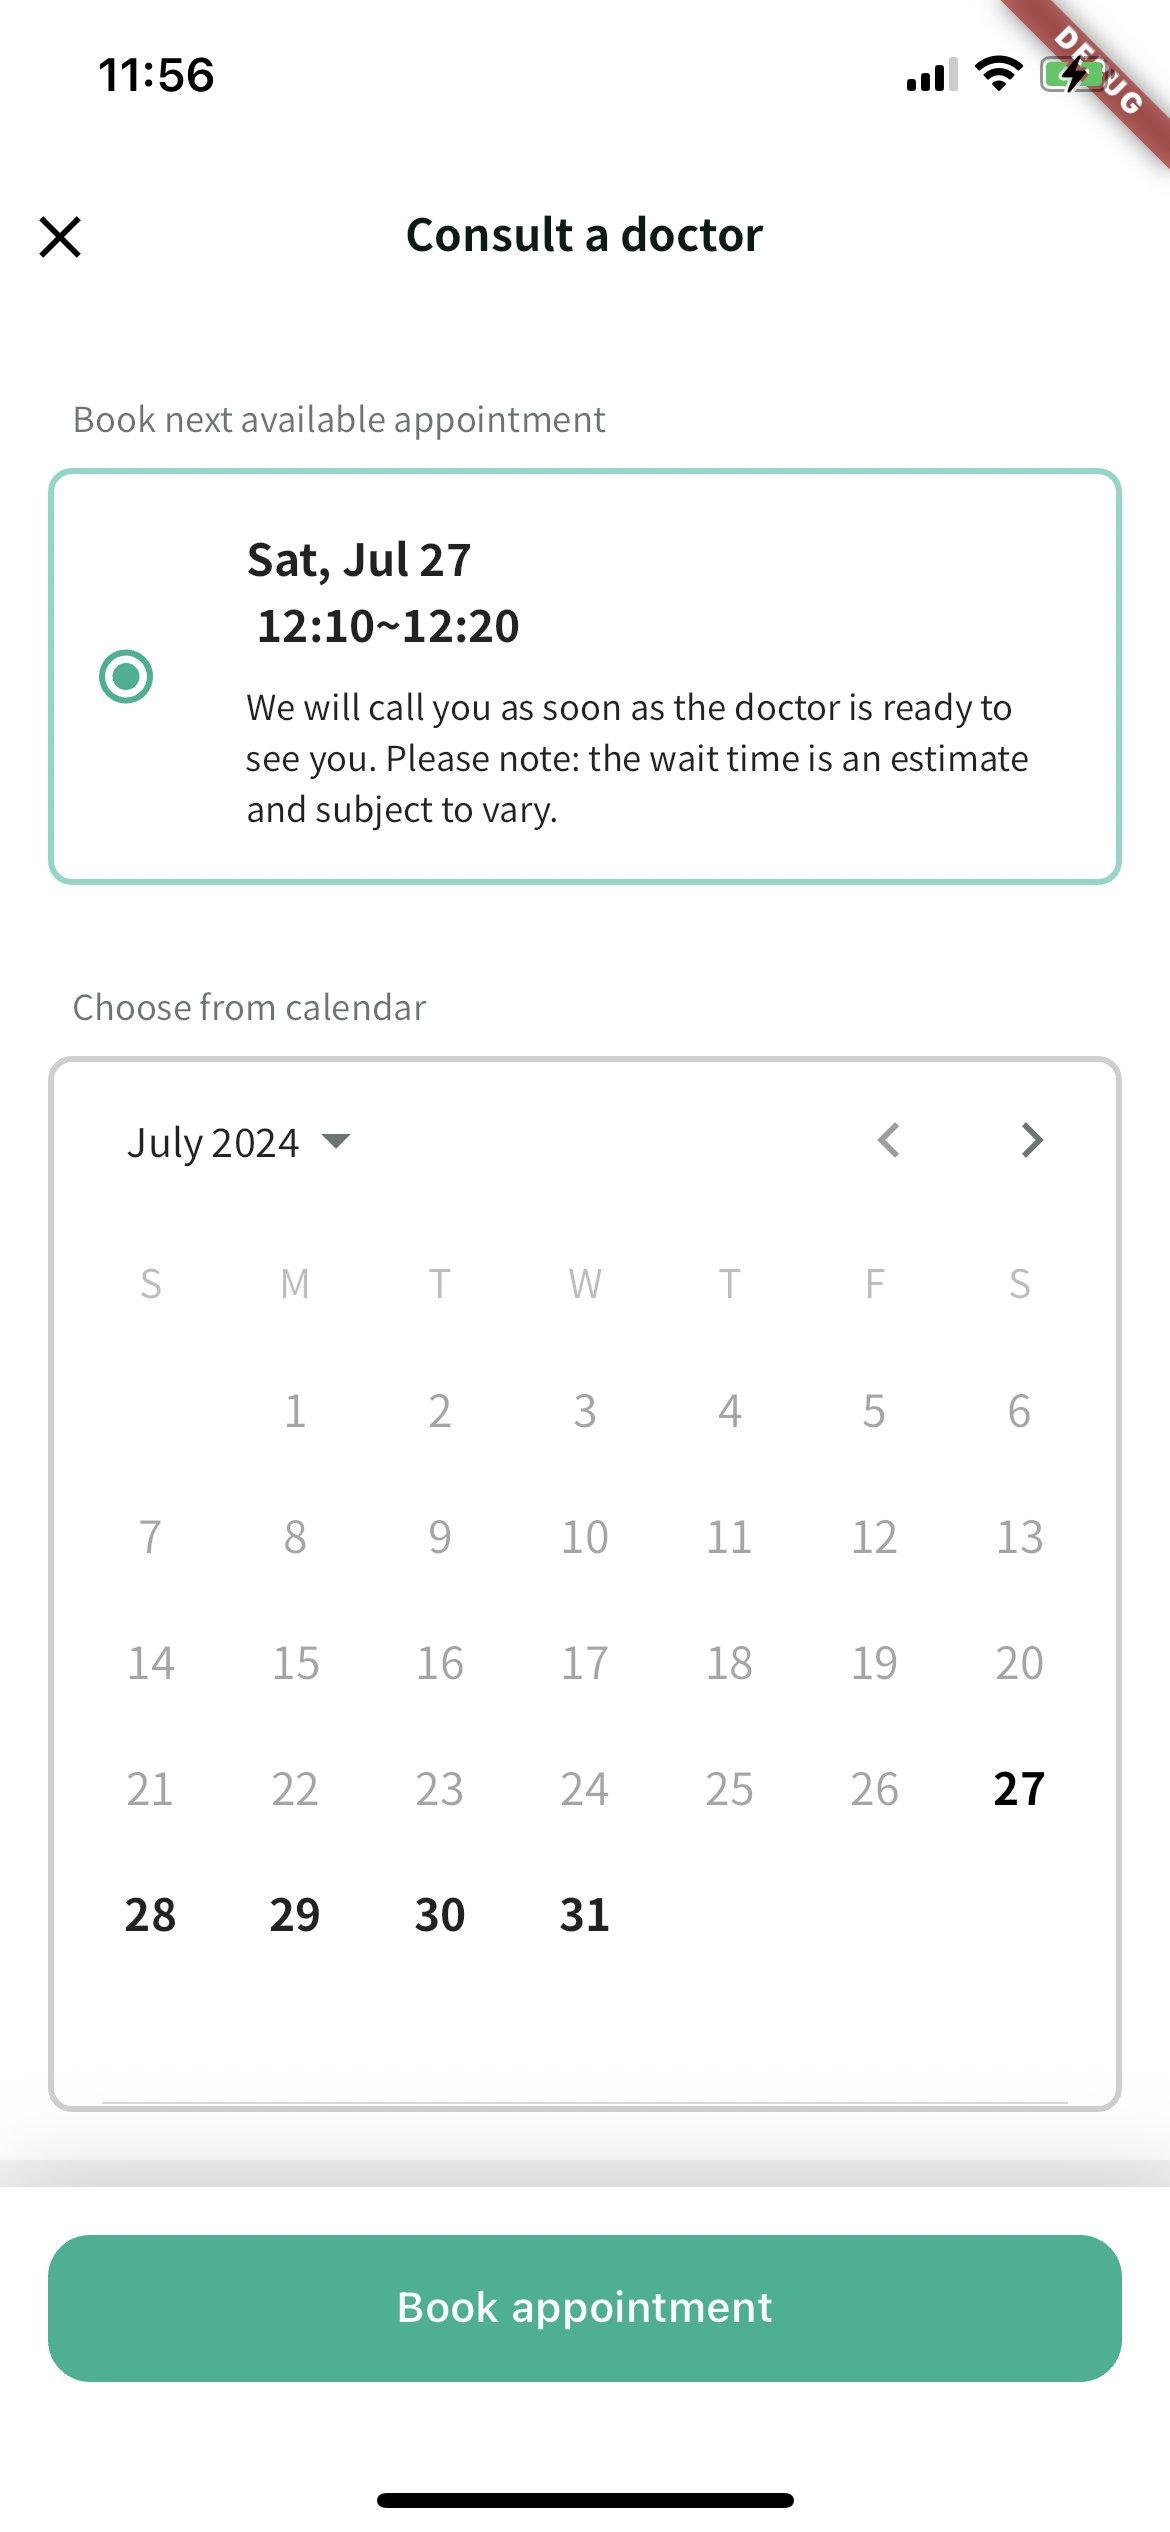 11:56
DEBUG
Consult a doctor
Book next available appointment
Sat, Jul 27
12:10~12:20
We will call you as soon as the doctor is ready to
see you. Please note: the wait time is an estimate
and subject to vary.
Choose from calendar
July 2024
S M T W T F S
1 2 3 4 5 6
7 8 9 10 11 12 13
14 15 16 17 18 19 20
21 22 23 24 25 26 27
28 29 30 31
Book appointment